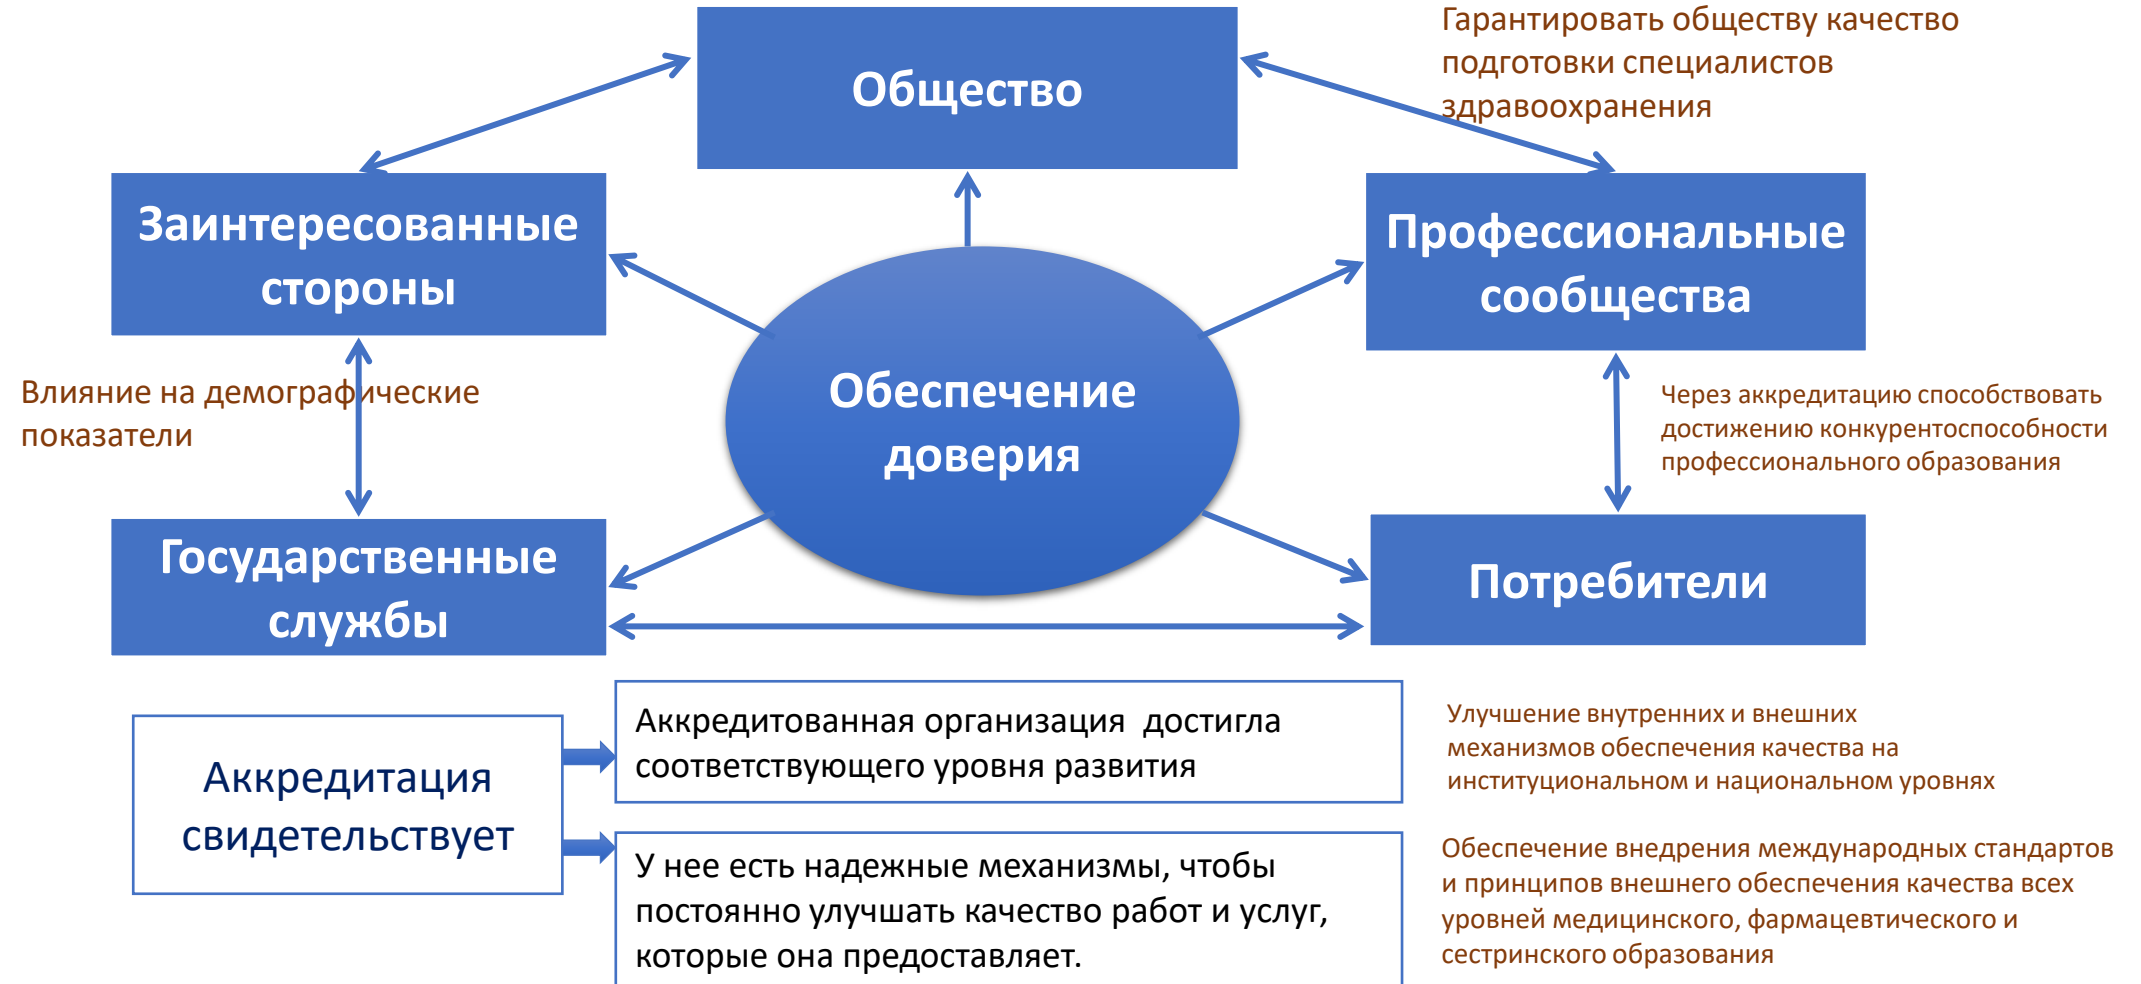 Гарантировать обществу качество
подготовки специалистов
здравоохранения
Общество
Заинтересованные
стороны
Профессиональные
сообщества
Обеспечение
доверия
Влияние на демографические
показатели
Через аккредитацию способствовать
достижению конкурентоспособности
профессионального образования
Государственные
службы
Потребители
Аккредитация
свидетельствует
Аккредитованная организация достигла
соответствующего уровня развития
У нее есть надежные механизмы, чтобы
постоянно улучшать качество работ и услуг,
которые она предоставляет.
Улучшение внутренних и внешних
механизмов обеспечения качества на
институциональном и национальном уровнях
Обеспечение внедрения международных стандартов
и принципов внешнего обеспечения качества всех
уровней медицинского, фармацевтического и
сестринского образования